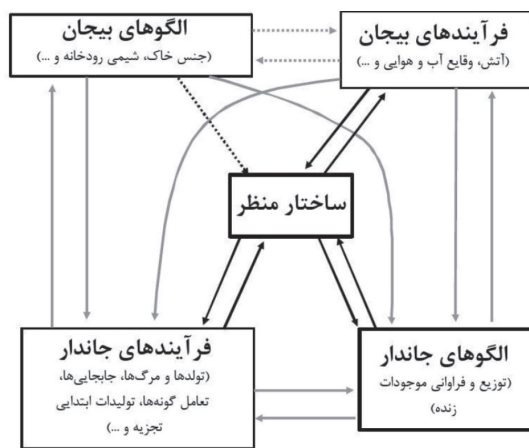 فرآیندهای بیجان
(آتش، وقایع آب و هوایی و ...)
الگوهای بیجان
(جنس خاک، شیمی رودخانه و ...)
ساختار منظر
الگوهای جاندار
(توزیع و فراوانی موجودات
زنده)
فرآیندهای جاندار
(تولدها و مرگ‌ها، جابجایی‌ها،
تعامل گونه‌ها، تولیدات ابتدایی
تجزیه و ...)